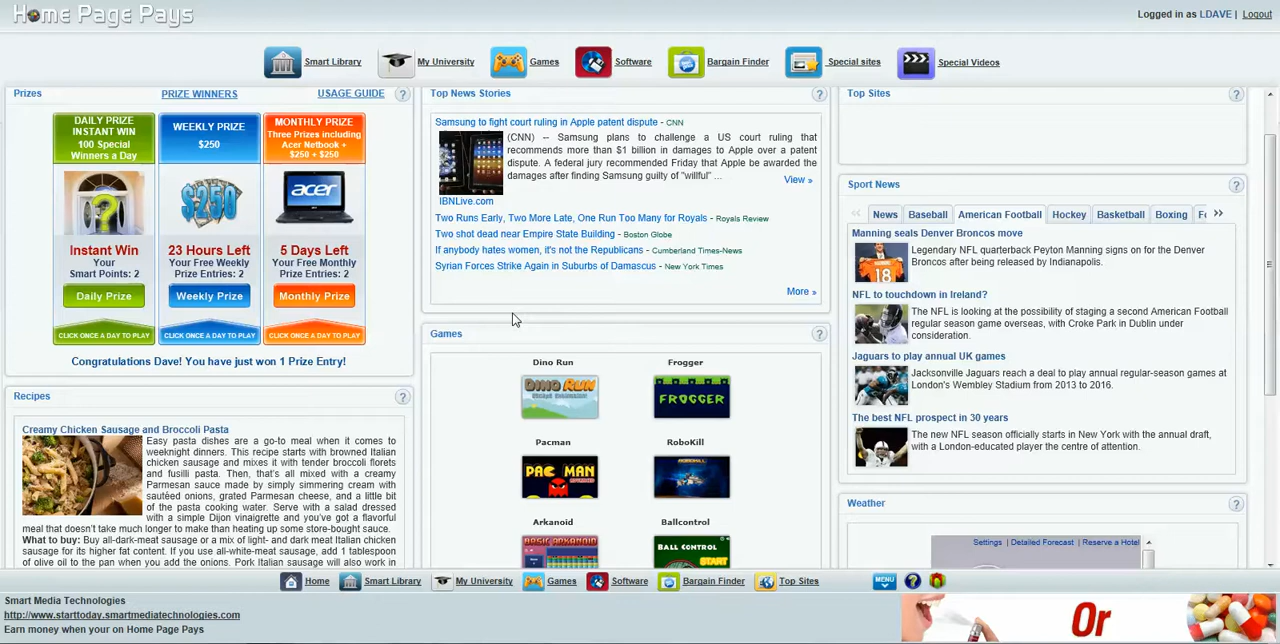 Home Page Pays
Logged in as LDAVE | Logout
Smart Library
My University
Games
Software
Bargain Finder
Special sites
Special Videos
Prizes
PRIZE WINNERS
USAGE GUIDE
?
DAILY PRIZE
INSTANT WIN
100 Special
Winners a Day
Instant Win
Your
Smart Points: 2
Daily Prize
CLICK ONCE A DAY TO PLAY
WEEKLY PRIZE
$250
$250
23 Hours Left
Your Free Weekly
Prize Entries: 2
Weekly Prize
CLICK ONCE A DAY TO PLAY
MONTHLY PRIZE
Three Prizes including
Acer Netbook +
$250 + $250
acer
5 Days Left
Your Free Monthly
Prize Entries: 2
Monthly Prize
CLICK ONCE A DAY TO PLAY
Congratulations Dave! You have just won 1 Prize Entry!
Recipes
?
Creamy Chicken Sausage and Broccoli Pasta
Easy pasta dishes are a go-to meal when it comes to
weeknight dinners. This recipe starts with browned Italian
chicken sausage and mixes it with tender broccoli florets
and fusilli pasta. Then, that's all mixed with a creamy
Parmesan sauce made by simply simmering cream with
sautéed onions, grated Parmesan cheese, and a little bit
of the pasta cooking water. Serve with a salad dressed
with a simple Dijon vinaigrette and you've got a flavorful
meal that doesn't take much longer to make than heating up some store-bought sauce.
What to buy: Buy all-dark-meat sausage or a mix of light- and dark meat Italian chicken
sausage for its higher fat content. If you use all-white-meat sausage, add 1 tablespoon
of olive oil to the pan when you add the onions. Pork Italian sausage will also work in
Top News Stories
?
Samsung to fight court ruling in Apple patent dispute - CNN
(CNN) -- Samsung plans to challenge a US court ruling that
recommends more than $1 billion in damages to Apple over a patent
dispute. A federal jury recommended Friday that Apple be awarded the
damages after finding Samsung guilty of "willful" ...
View »
IBNLive.com
Two Runs Early, Two More Late, One Run Too Many for Royals - Royals Review
Two shot dead near Empire State Building - Boston Globe
If anybody hates women, it's not the Republicans - Cumberland Times-News
Syrian Forces Strike Again in Suburbs of Damascus - New York Times
More »
Games
?
Dino Run
DINO RUN
Frogger
FROGGER
Pacman
PAC MAN
RoboKill
ROBOKILL
Arkanoid
ARKANOID
Ballcontrol
BALL CONTROL
START
Top Sites
?
Sport News
?
« News Baseball American Football Hockey Basketball Boxing Fo »
Manning seals Denver Broncos move
Legendary NFL quarterback Peyton Manning signs on for the Denver
Broncos after being released by Indianapolis.
18
NFL to touchdown in Ireland?
The NFL is looking at the possibility of staging a second American Football
regular season game overseas, with Croke Park in Dublin under
consideration.
Jaguars to play annual UK games
Jacksonville Jaguars reach a deal to play annual regular-season games at
London's Wembley Stadium from 2013 to 2016.
The best NFL prospect in 30 years
The new NFL season officially starts in New York with the annual draft,
with a London-educated player the centre of attention.
Weather
?
Settings | Detailed Forecast | Reserve a Hotel
Home
Smart Library
My University
Games
Software
Bargain Finder
Top Sites
MENU
?
Smart Media Technologies
http://www.starttoday.smartmediatechnologies.com
Earn money when your on Home Page Pays
Or